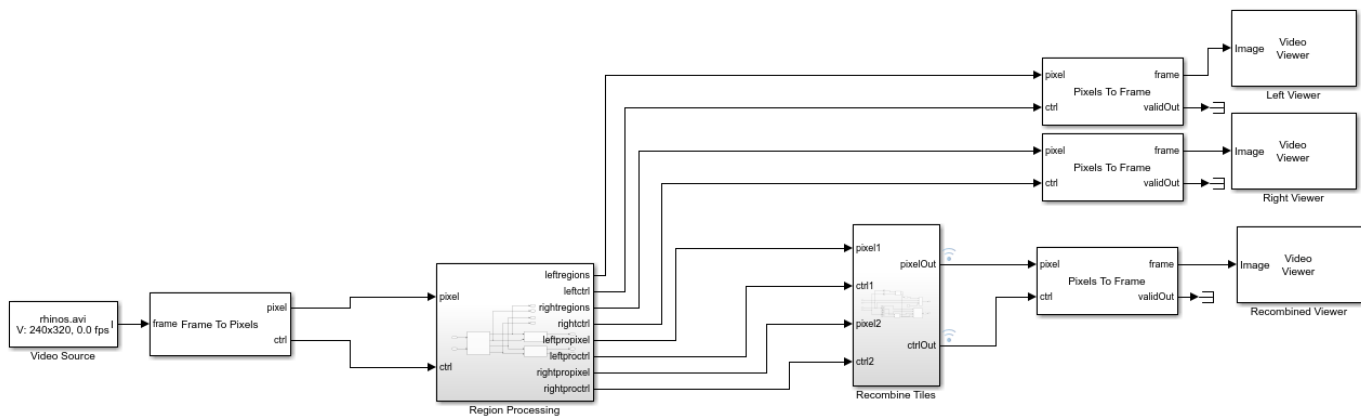 rhinos.avi
V: 240x320, 0.0 fps
I
Video Source
frame
Frame To Pixels
pixel
ctrl
pixel
ctrl
leftregions
leftctrl
rightregions
rightctrl
leftpropixel
leftproctrl
rightpropixel
rightproctrl
Region Processing
pixel1
ctrl1
pixel2
ctrl2
pixelOut
ctrlOut
Recombine Tiles
pixel
ctrl
Pixels To Frame
frame
validOut
Image
Video
Viewer
Left Viewer
pixel
ctrl
Pixels To Frame
frame
validOut
Image
Video
Viewer
Right Viewer
pixel
ctrl
Pixels To Frame
frame
validOut
Image
Video
Viewer
Recombined Viewer